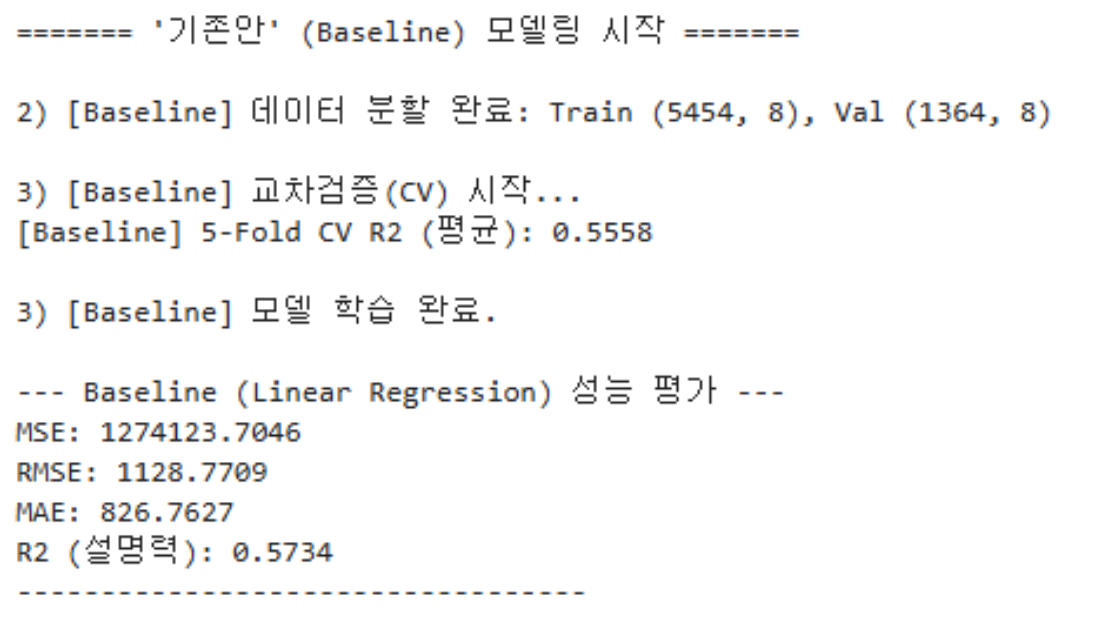 ======= '기존안' (Baseline) 모델링 시작 =======
2) [Baseline] 데이터 분할 완료: Train (5454, 8), Val (1364, 8)
3) [Baseline] 교차검증(CV) 시작...
[Baseline] 5-Fold CV R2 (평균): 0.5558
3) [Baseline] 모델 학습 완료.
--- Baseline (Linear Regression) 성능 평가 ---
MSE: 1274123.7046
RMSE: 1128.7709
MAE: 826.7627
R2 (설명력): 0.5734
-----------------------------------